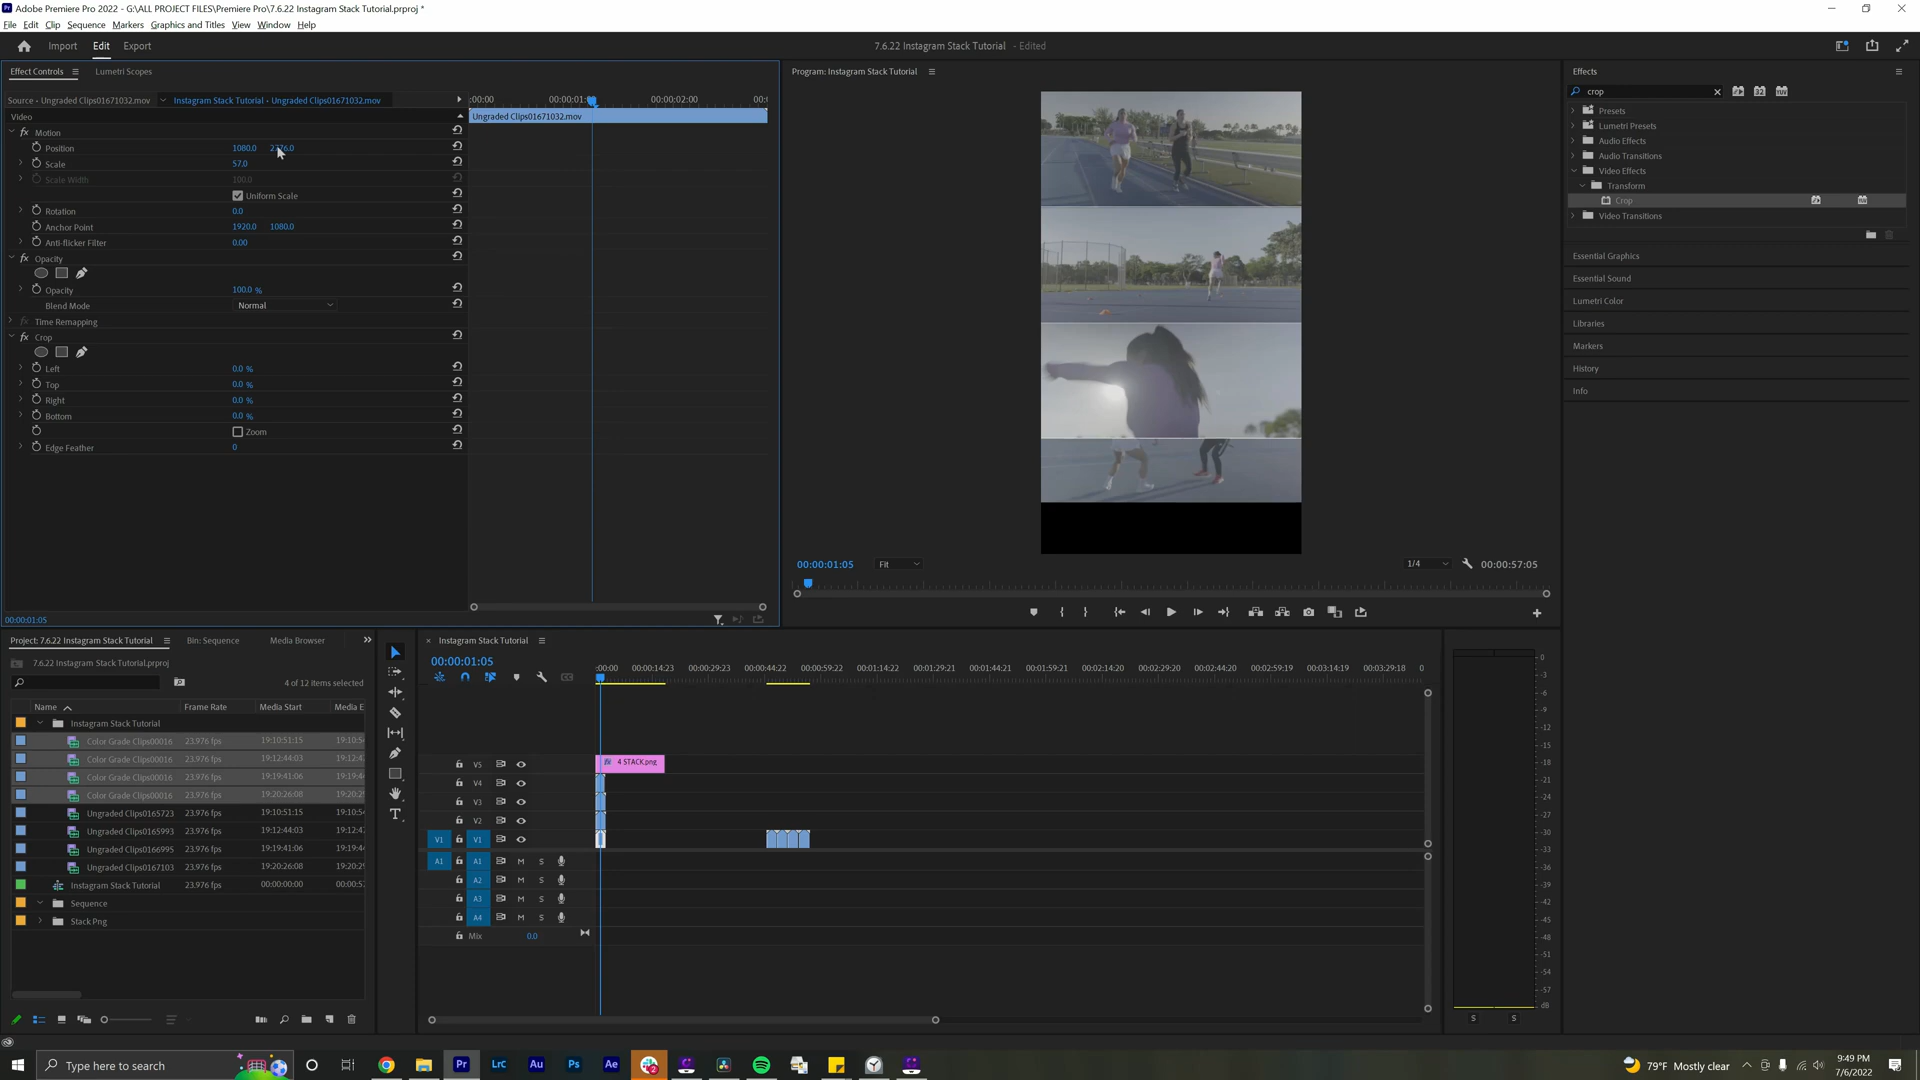 Adobe Premiere Pro 2022 - G:\ALL PROJECT FILES\Premiere Pro\7.6.22 Instagram Stack Tutorial.prproj *
File Edit Clip Sequence Markers Graphics and Titles View Window Help
Import Edit Export
7.6.22 Instagram Stack Tutorial - Edited
Effect Controls
Lumetri Scopes
Source • Ungraded Clips01671032.mov
Instagram Stack Tutorial • Ungraded Clips01671032.mov
:00:00
00:00:02:00
Video
Ungraded Clips01671032.mov
Motion
Position 1080.0
Scale 57.0
Scale Width 100.0
Uniform Scale
Rotation 0.0
Anchor Point 1920.0 1080.0
Anti-flicker Filter 0.00
Opacity
Opacity 100.0 %
Blend Mode Normal
Time Remapping
Crop
Left 0.0 %
Top 0.0 %
Right 0.0 %
Bottom 0.0 %
Zoom
Edge Feather 0
00:00:01:05
Program: Instagram Stack Tutorial
00:00:01:05
Fit
1/4
00:00:57:05
Effects
crop
Presets
Lumetri Presets
Audio Effects
Audio Transitions
Video Effects
Transform
Crop
Video Transitions
Essential Graphics
Essential Sound
Lumetri Color
Libraries
Markers
History
Info
Project: 7.6.22 Instagram Stack Tutorial
Bin: Sequence
Media Browser
7.6.22 Instagram Stack Tutorial.prproj
4 of 12 items selected
Name Frame Rate Media Start Media E
Instagram Stack Tutorial
Color Grade Clips00016 23.976 fps 19:10:51:15 19:10:5
Color Grade Clips00016 23.976 fps 19:12:44:03 19:12:4
Color Grade Clips00016 23.976 fps 19:19:41:06 19:19:4
Color Grade Clips00016 23.976 fps 19:20:26:08 19:20:2
Ungraded Clips0165723 23.976 fps 19:10:51:15 19:10:5
Ungraded Clips0165993 23.976 fps 19:12:44:03 19:12:4
Ungraded Clips0166995 23.976 fps 19:19:41:06 19:19:4
Ungraded Clips0167103 23.976 fps 19:20:26:08 19:20:2
Instagram Stack Tutorial 23.976 fps 00:00:00:00 00:00:5
Sequence
Stack Png
Instagram Stack Tutorial
00:00:01:05
:00:00 00:00:14:23 00:00:29:23 00:00:44:22 00:00:59:22 00:01:14:22 00:01:29:21 00:01:44:21 00:01:59:21 00:02:14:20 00:02:29:20 00:02:44:20 00:02:59:19 00:03:14:19 00:03:29:18 0
V5
4 STACK.png
V4
V3
V2
V1 V1
A1 A1 M S
A2 M S
A3 M S
A4 M S
Mix 0.0
0
-3
-6
-9
-12
-15
-18
-21
-24
-27
-30
-33
-36
-39
-42
-45
-48
-51
-54
-57
dB
S S
Type here to search
Pr
LrC
Au
Ps
Ae
79°F Mostly clear
9:49 PM
7/6/2022